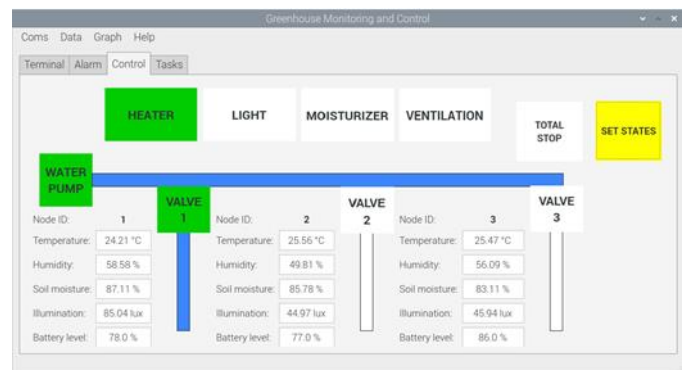 Greenhouse Monitoring and Control
Coms Data Graph Help
Terminal Alarm Control Tasks
HEATER
LIGHT
MOISTURIZER
VENTILATION
TOTAL
STOP
SET STATES
WATER
PUMP
VALVE
1
VALVE
2
VALVE
3
Node ID: 1
Temperature: 24.21 °C
Humidity: 58.58 %
Soil moisture: 87.11 %
Illumination: 85.04 lux
Battery level: 78.0 %
Node ID: 2
Temperature: 25.56 °C
Humidity: 49.81 %
Soil moisture: 85.78 %
Illumination: 44.97 lux
Battery level: 77.0 %
Node ID: 3
Temperature: 25.47 °C
Humidity: 56.09 %
Soil moisture: 83.11 %
Illumination: 45.94 lux
Battery level: 86.0 %